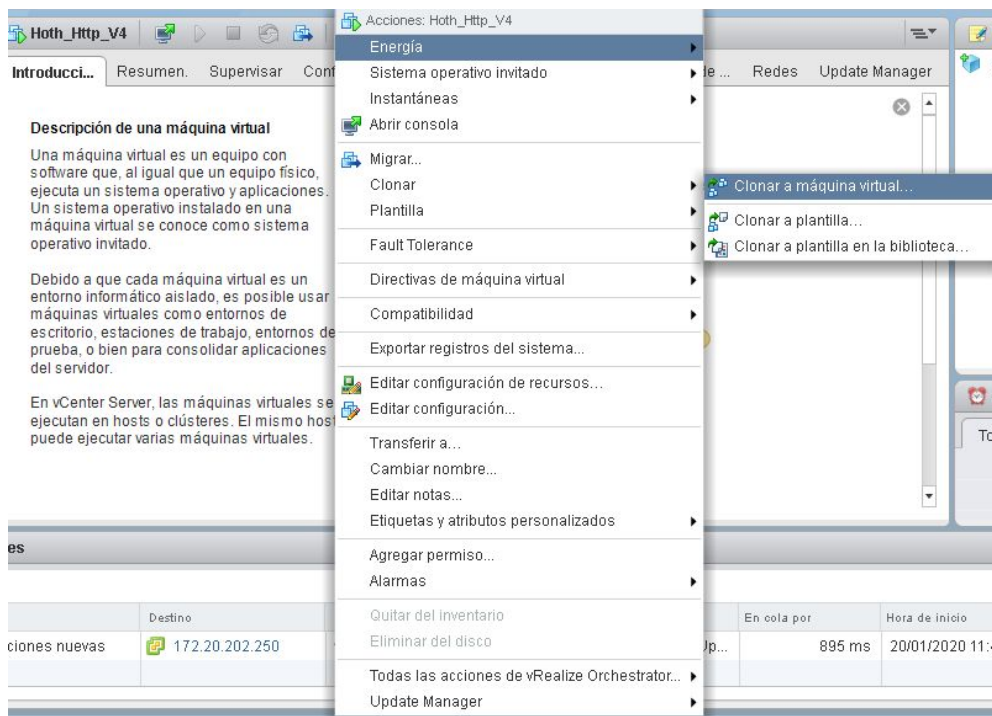 Hoth_Http_V4
Introducci...
Resumen.
Supervisar
Redes
Update Manager
Descripción de una máquina virtual
Una máquina virtual es un equipo con
software que, al igual que un equipo físico,
ejecuta un sistema operativo y aplicaciones.
Un sistema operativo instalado en una
máquina virtual se conoce como sistema
operativo invitado.
Debido a que cada máquina virtual es un
entorno informático aislado, es posible usar
máquinas virtuales como entornos de
escritorio, estaciones de trabajo, entornos de
prueba, o bien para consolidar aplicaciones
del servidor.
En vCenter Server, las máquinas virtuales se
ejecutan en hosts o clústeres. El mismo host
puede ejecutar varias máquinas virtuales.
Acciones: Hoth_Http_V4
Energía
Sistema operativo invitado
Instantáneas
Abrir consola
Migrar...
Clonar
Plantilla
Fault Tolerance
Directivas de máquina virtual
Compatibilidad
Exportar registros del sistema...
Editar configuración de recursos...
Editar configuración...
Transferir a...
Cambiar nombre...
Editar notas...
Etiquetas y atributos personalizados
Agregar permiso...
Alarmas
Quitar del inventario
Eliminar del disco
Todas las acciones de vRealize Orchestrator...
Update Manager
Clonar a máquina virtual...
Clonar a plantilla...
Clonar a plantilla en la biblioteca...
Destino
En cola por
Hora de inicio
ciones nuevas
172.20.202.250
895 ms
20/01/2020 11: